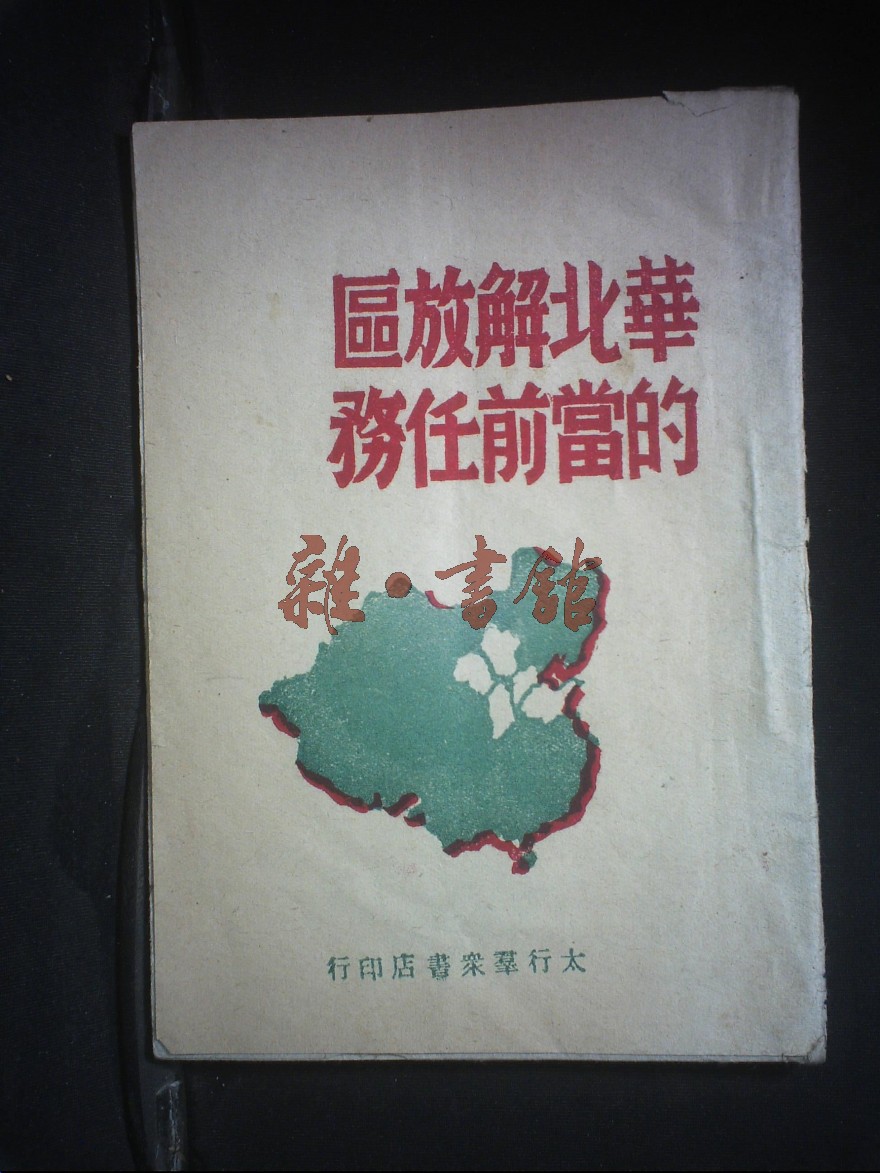 華北解放區
的當前任務
雜·書館
太行羣衆書店印行